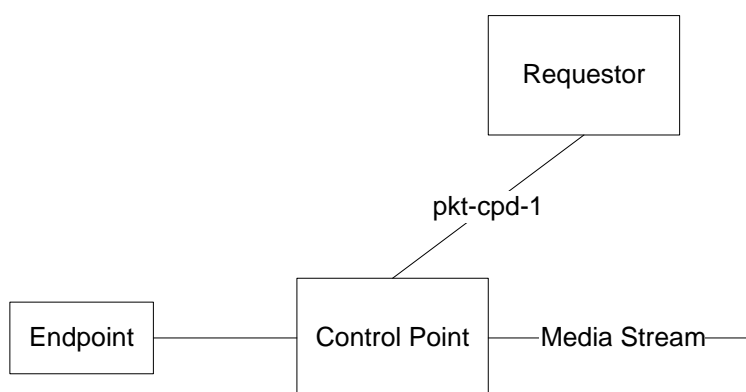 Requestor
pkt-cpd-1
Endpoint
Control Point
Media Stream